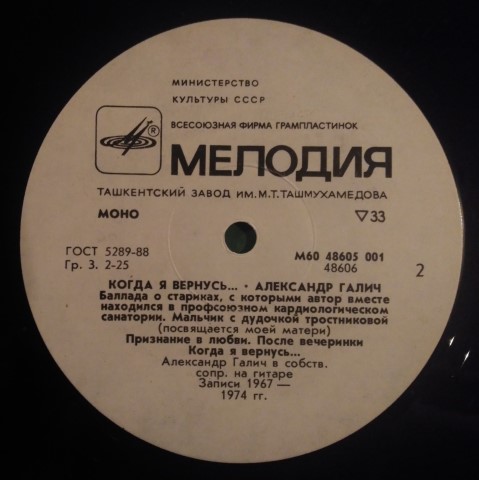 МИНИСТЕРСТВО
КУЛЬТУРЫ СССР
ВСЕСОЮЗНАЯ ФИРМА ГРАМПЛАСТИНОК
®
МЕЛОДИЯ
ТАШКЕНТСКИЙ ЗАВОД ИМ.М.Т.ТАШМУХАМЕДОВА
МОНО ▽33
ГОСТ 5289-88 М60 48605 001
Гр. 3. 2-25 48606 2
КОГДА Я ВЕРНУСЬ... · АЛЕКСАНДР ГАЛИЧ
Баллада о стариках, с которыми автор вместе
находился в профсоюзном кардиологическом
санатории. Мальчик с дудочкой тростниковой
(посвящается моей матери)
Признание в любви. После вечеринки
Когда я вернусь...
Александр Галич в собств.
сопр. на гитаре
Записи 1967 —
1974 гг.